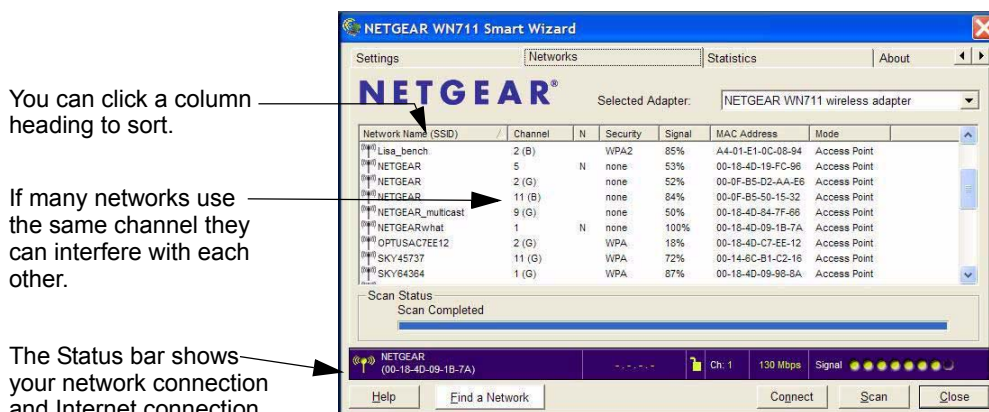 NETGEAR WN711 Smart Wizard
Settings Networks Statistics About
NETGEAR®
Selected Adapter: NETGEAR WN711 wireless adapter
You can click a column
heading to sort.
Network Name (SSID) / Channel N Security Signal MAC Address Mode
Lisa_bench 2 (B) WPA2 85% A4-01-E1-0C-08-94 Access Point
NETGEAR 5 N none 53% 00-18-4D-19-FC-96 Access Point
NETGEAR 2 (G) none 52% 00-0F-B5-D2-AA-E6 Access Point
NETGEAR 11 (B) none 84% 00-0F-B5-50-15-32 Access Point
NETGEAR_multicast 9 (G) none 50% 00-18-4D-84-7F-66 Access Point
NETGEARwhat 1 N none 100% 00-18-4D-09-1B-7A Access Point
OPTUSAC7EE12 2 (G) WPA 18% 00-18-4D-C7-EE-12 Access Point
SKY45737 11 (G) WPA 72% 00-14-6C-B1-C2-16 Access Point
SKY64364 1 (G) WPA 87% 00-18-4D-09-98-8A Access Point
If many networks use
the same channel they
can interfere with each
other.
Scan Status
Scan Completed
The Status bar shows
your network connection
and Internet connection
NETGEAR
(00-18-4D-09-1B-7A) -.-.-.- Ch: 1 130 Mbps Signal
Help Find a Network Connect Scan Close